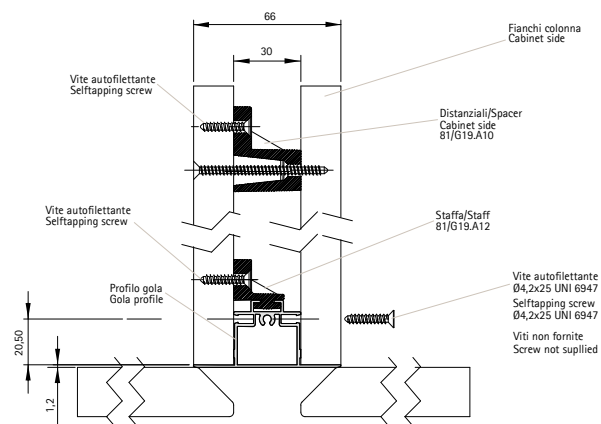 66
30
Fianchi colonna
Cabinet side
Vite autofilettante
Selftapping screw
Distanziali/Spacer
Cabinet side
81/G19.A10
Vite autofilettante
Selftapping screw
Staffa/Staff
81/G19.A12
Profilo gola
Gola profile
Vite autofilettante
Ø4,2x25 UNI 6947
Selftapping screw
Ø4,2x25 UNI 6947
Viti non fornite
Screw not supllied
20,50
1,2